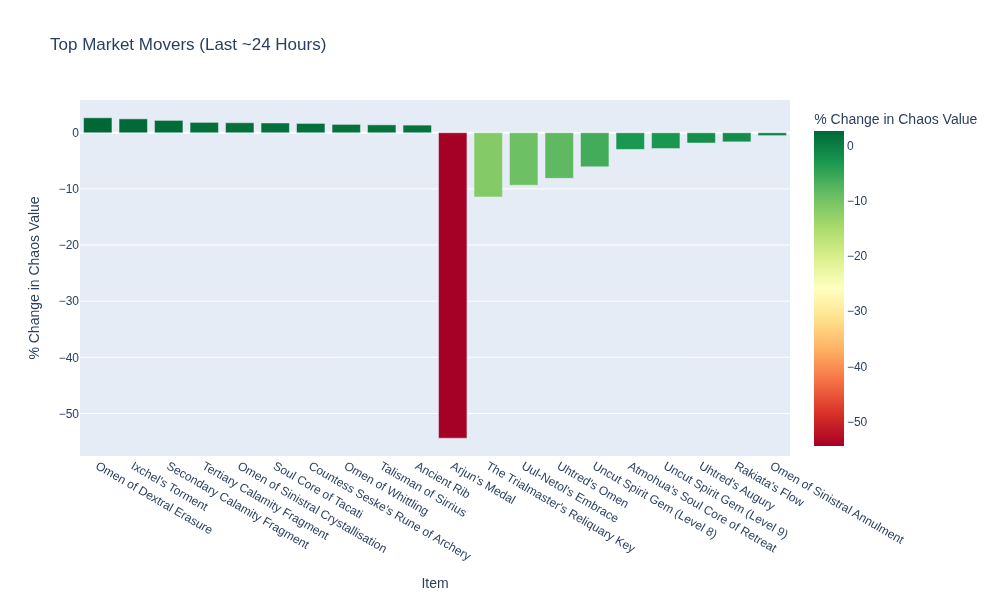 Top Market Movers (Last ~24 Hours)
% Change in Chaos Value
0
−10
−20
−30
−40
−50
% Change in Chaos Value
0
−10
−20
−30
−40
−50
Omen of Dextral Erasure
Ixchel's Torment
Secondary Calamity Fragment
Tertiary Calamity Fragment
Omen of Sinistral Crystallisation
Soul Core of Tacati
Countess Seske's Rune of Archery
Omen of Whittling
Talisman of Sirrius
Ancient Rib
Arjun's Medal
The Trialmaster's Reliquary Key
Uul-Netol's Embrace
Uhtred's Omen
Uncut Spirit Gem (Level 8)
Atmohua's Soul Core of Retreat
Uncut Spirit Gem (Level 9)
Uhtred's Augury
Rakiata's Flow
Omen of Sinistral Annulment
Item